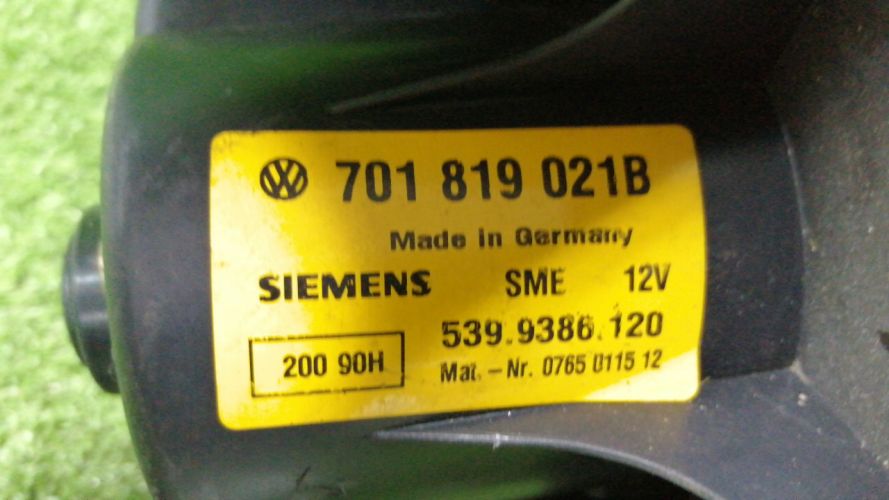 VW 701 819 021B
Made in Germany
SIEMENS SME 12V
539.9386.120
200 90H
Mat.-Nr. 0765 0115 12